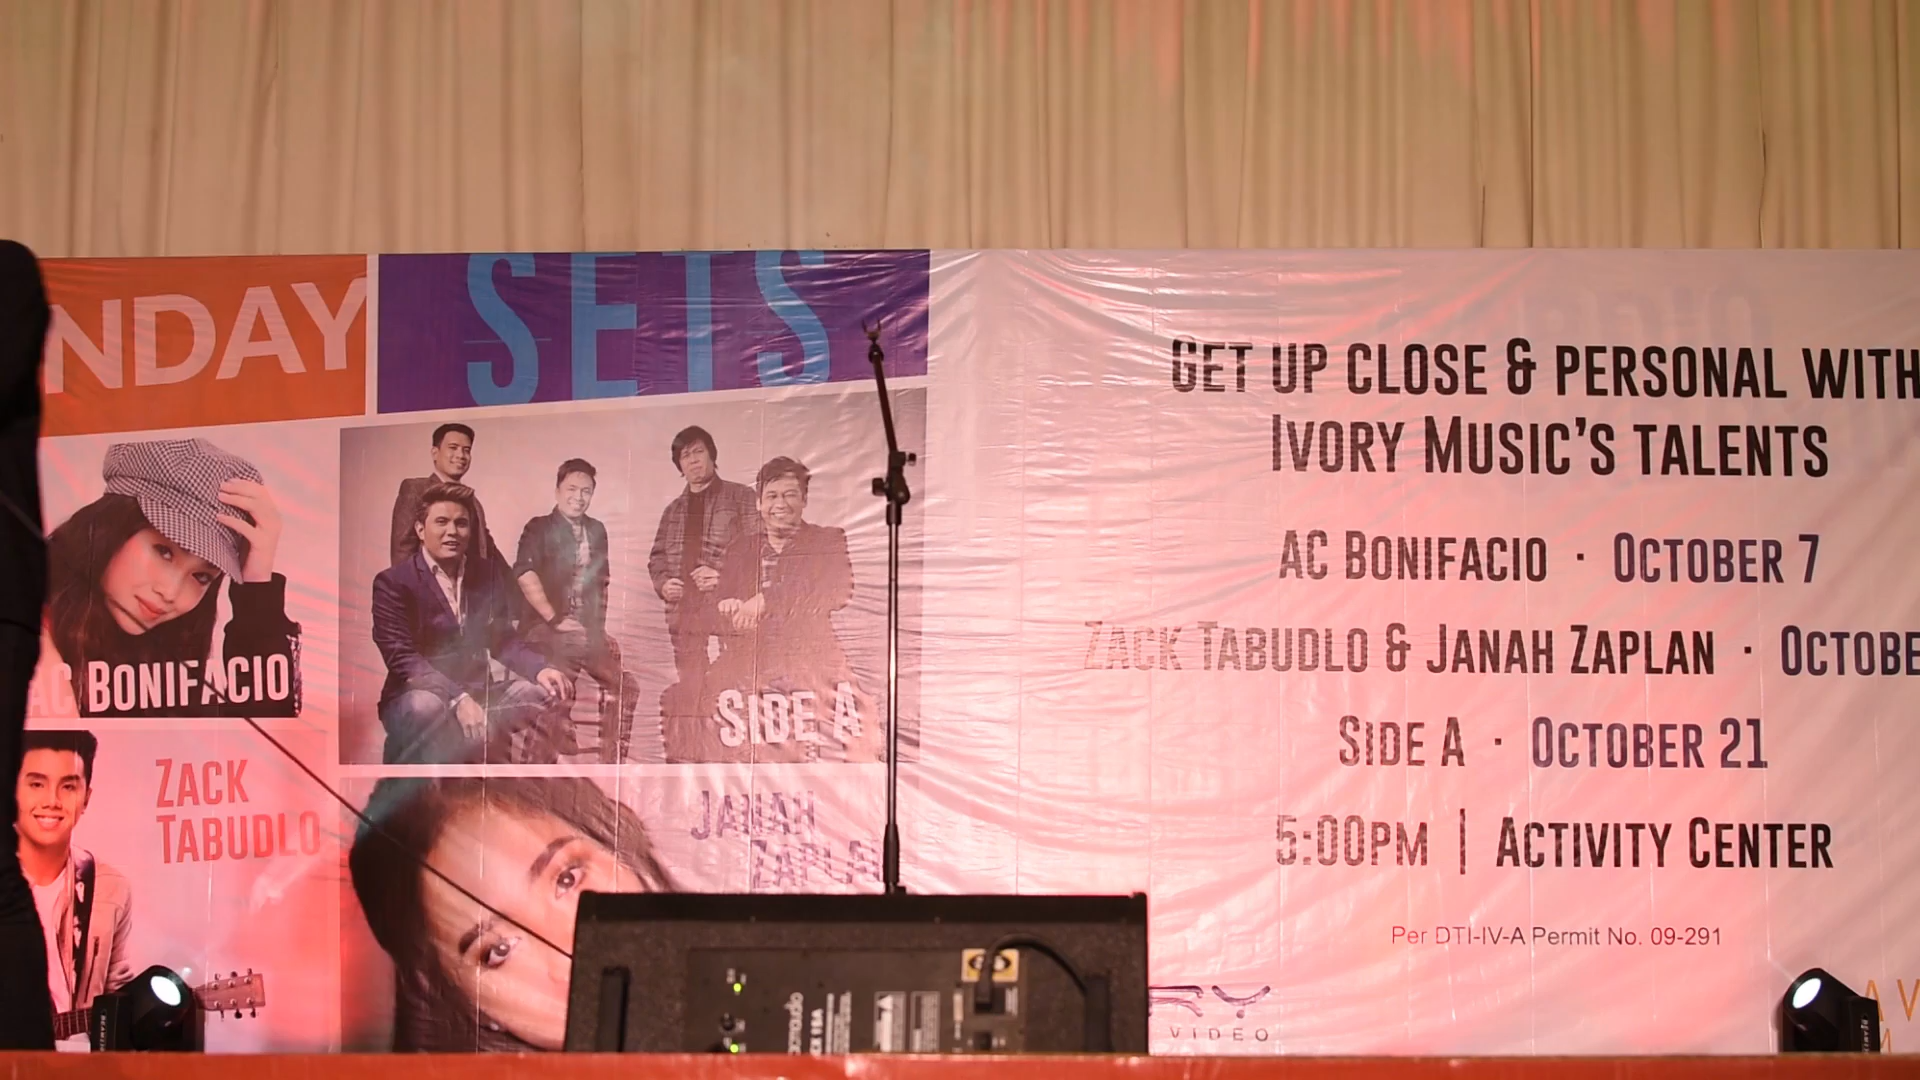 NDAY
SETS
AC BONIFACIO
SIDE A
ZACK
TABUDLO
JANAH
ZAPLA
GET UP CLOSE & PERSONAL WITH
IVORY MUSIC'S TALENTS
AC BONIFACIO · OCTOBER 7
ZACK TABUDLO & JANAH ZAPLAN · OCTOBE
SIDE A · OCTOBER 21
5:00PM | ACTIVITY CENTER
Per DTI-IV-A Permit No. 09-291
RY
VIDEO